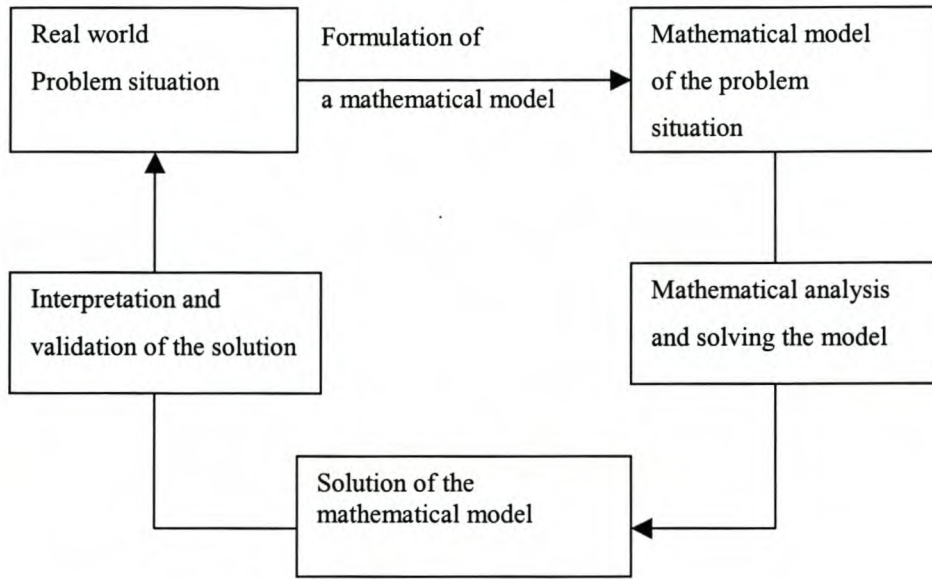 Real world
Problem situation
Formulation of
a mathematical model
Mathematical model
of the problem
situation
Mathematical analysis
and solving the model
Solution of the
mathematical model
Interpretation and
validation of the solution